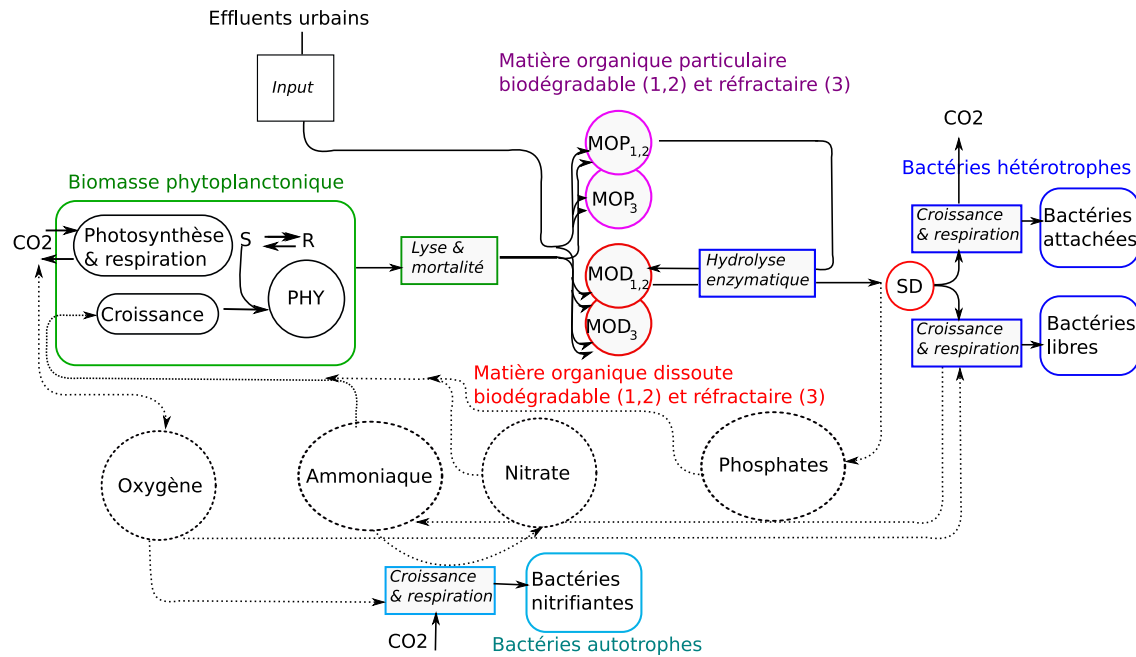 Effluents urbains
Input
Matière organique particulaire
biodégradable (1,2) et réfractaire (3)
MOP1,2
MOP3
Biomasse phytoplanctonique
CO2
Photosynthèse
& respiration
S
R
PHY
Croissance
Lyse &
mortalité
MOD1,2
MOD3
Hydrolyse
enzymatique
SD
CO2
Bactéries hétérotrophes
Croissance
& respiration
Bactéries
attachées
Croissance
& respiration
Bactéries
libres
Matière organique dissoute
biodégradable (1,2) et réfractaire (3)
Oxygène
Ammoniaque
Nitrate
Phosphates
Croissance
& respiration
Bactéries
nitrifiantes
CO2
Bactéries autotrophes